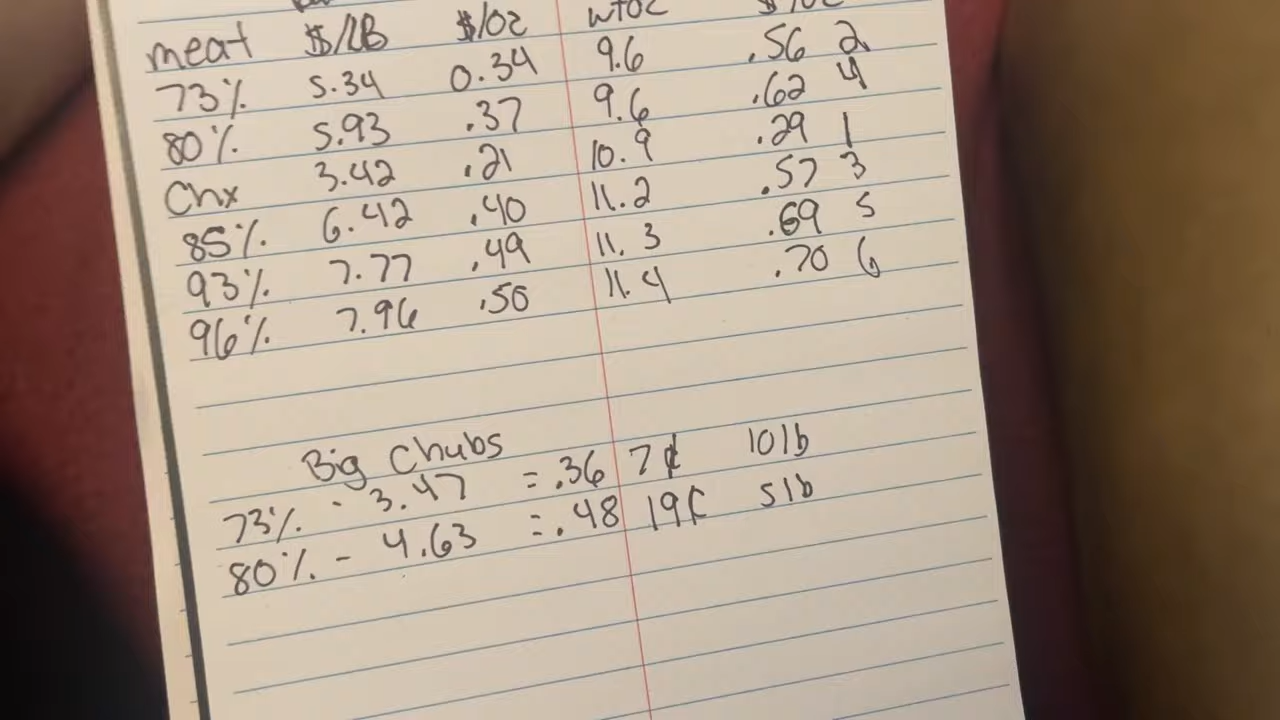 meat $/LB $/OZ wtoz $/oz
73% 5.34 0.34 9.6 .56 2
80% 5.93 .37 9.6 .62 4
Chx 3.42 .21 10.9 .29 1
85% 6.42 .40 11.2 .57 3
93% 7.77 .49 11.3 .69 5
96% 7.96 .50 11.4 .70 6
Big Chubs
73% - 3.47 = .36 7¢ 10lb
80% - 4.63 = .48 19¢ 5lb